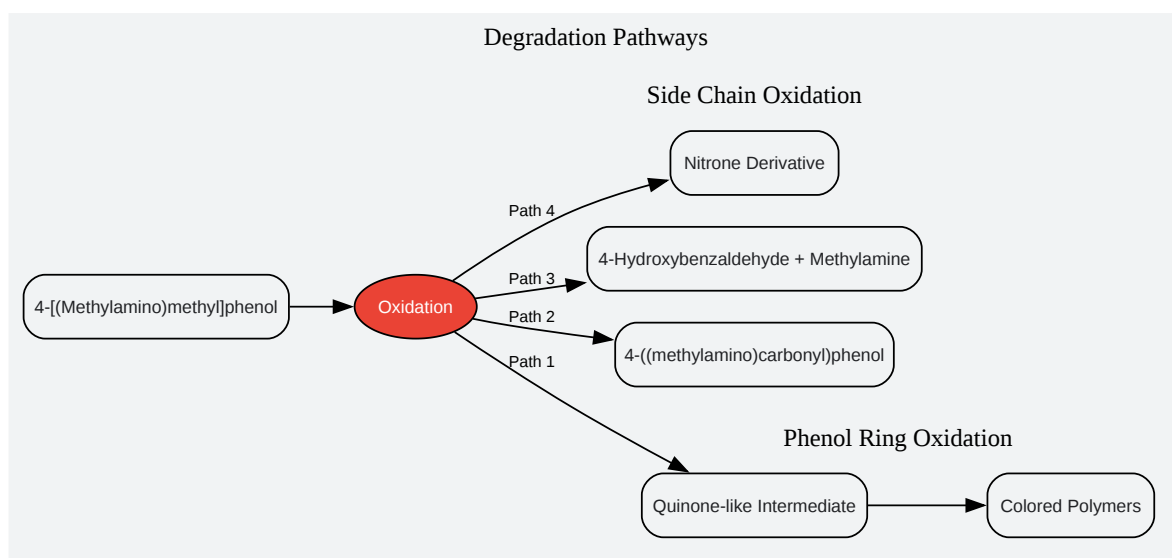 Degradation Pathways
Side Chain Oxidation
Nitrone Derivative
Path 4
4-Hydroxybenzaldehyde + Methylamine
Path 3
4-[(Methylamino)methyl]phenol
Oxidation
Path 2
4-((methylamino)carbonyl)phenol
Path 1
Phenol Ring Oxidation
Quinone-like Intermediate
Colored Polymers